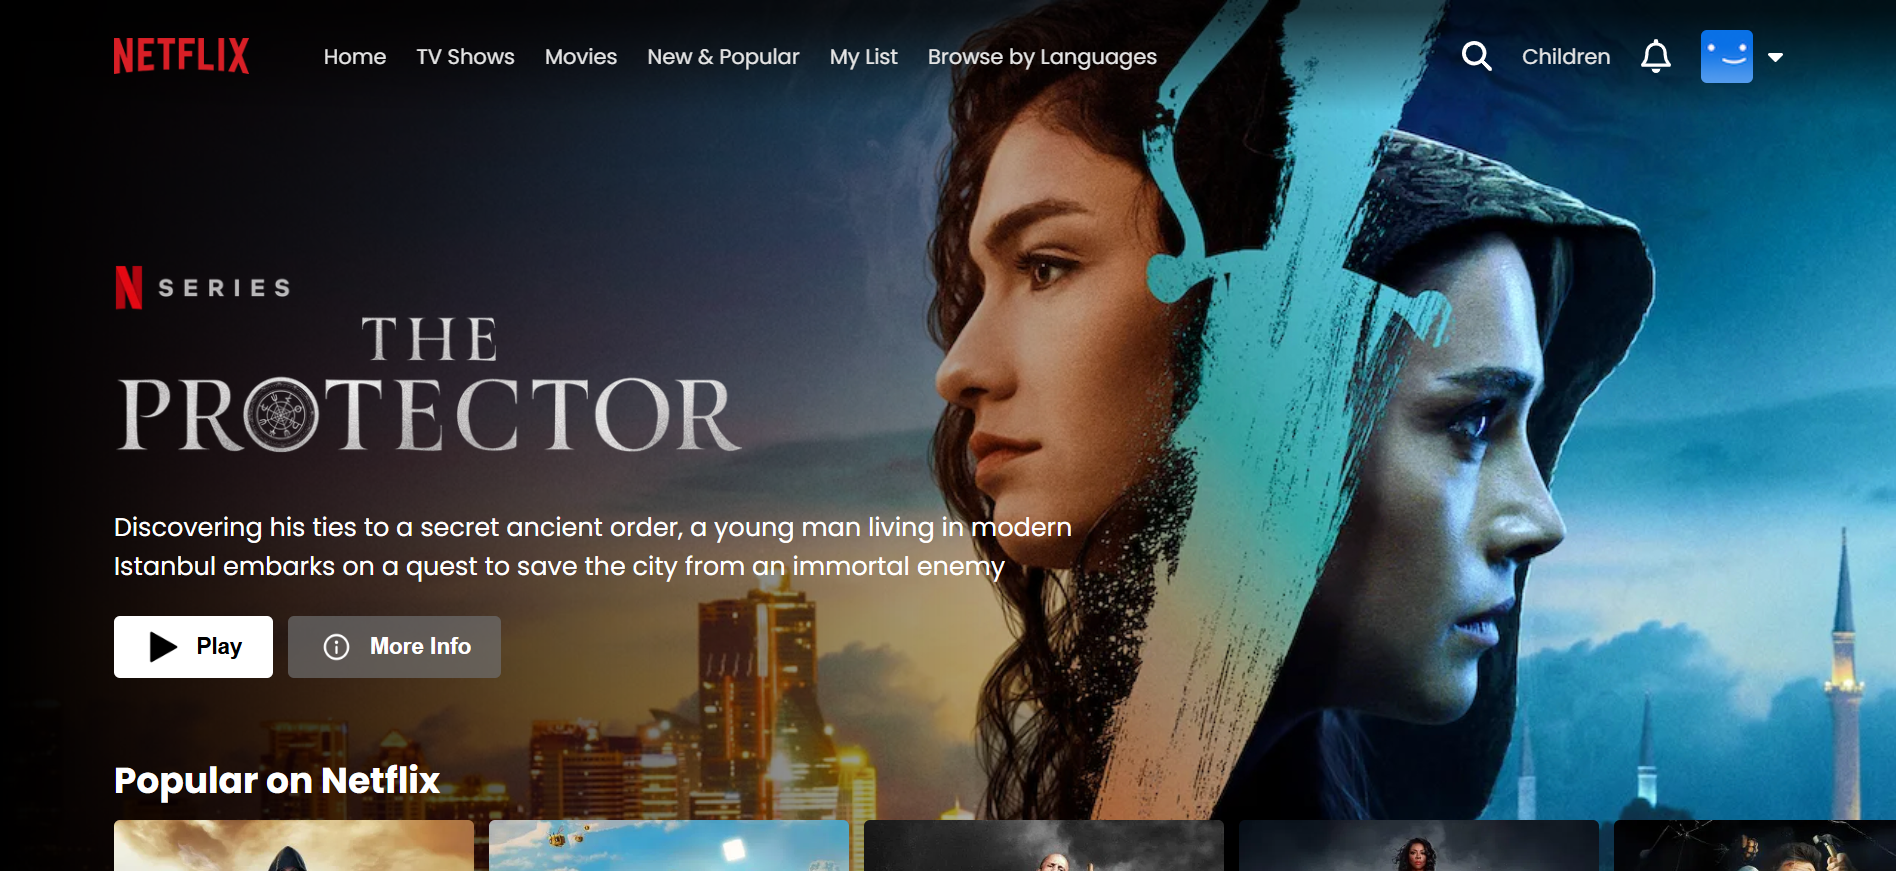 NETFLIX
Home TV Shows Movies New & Popular My List Browse by Languages
Children
N SERIES
THE
PROTECTOR
Discovering his ties to a secret ancient order, a young man living in modern
Istanbul embarks on a quest to save the city from an immortal enemy
Play
More Info
Popular on Netflix